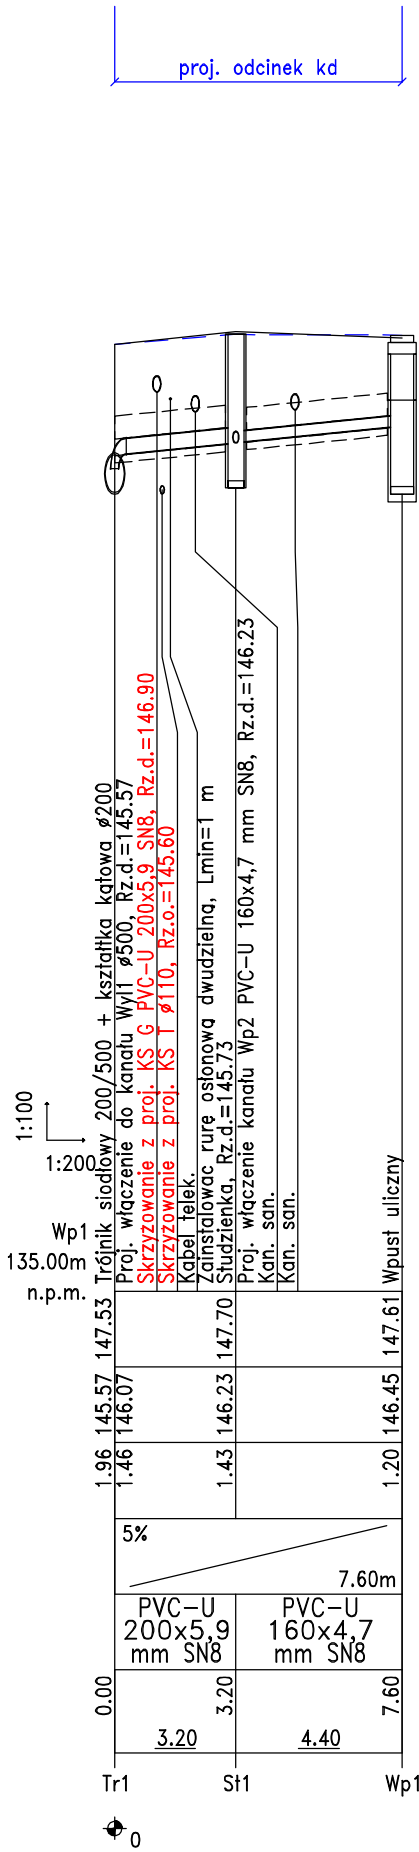 proj. odcinek kd
Trójnik siodłowy 200/500 + kształtka kątowa ø200
Proj. włączenie do kanału Wyl1 ø500, Rz.d.=145.57
Skrzyżowanie z proj. KS G PVC-U 200x5,9 SN8, Rz.d.=146.90
Skrzyżowanie z proj. KS T ø110, Rz.o.=145.60
Kabel telek.
Zainstalować rurę osłonową dwudzielną, Lmin=1 m
Studzienka, Rz.d.=145.73
Proj. włączenie kanału Wp2 PVC-U 160x4,7 mm SN8, Rz.d.=146.23
Kan. san.
Kan. san.
Wpust uliczny
1:100
1:200
Wp1
135.00m
n.p.m.
147.53 147.70 147.61
145.57 146.07 146.23 146.45
1.96 1.46 1.43 1.20
5%
7.60m
PVC-U
200x5,9
mm SN8
PVC-U
160x4,7
mm SN8
0.00 3.20 7.60
3.20 4.40
Tr1 St1 Wp1
0